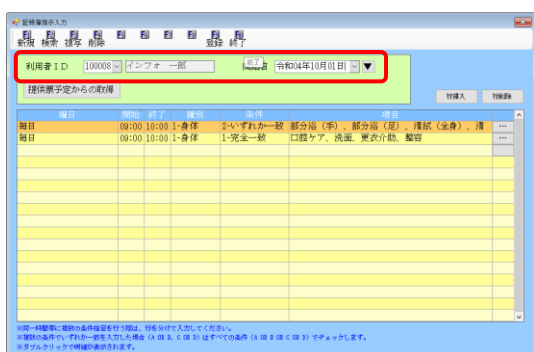 記録簿指示入力
新規 検索 複写 削除 登録 終了
利用者ID 100008 インフォ 一郎 終了 令和04年10月01日
提供票予定からの取得 行挿入 行削除
曜日 開始 終了 種別 条件 項目
毎日 09:00 10:00 1-身体 2-いずれか一致 部分浴（手）、部分浴（足）、清拭（全身）、清 ...
毎日 09:00 10:00 1-身体 1-完全一致 口腔ケア、洗面、更衣介助、整容 ...
※同一時間帯に複数の条件指定を行う際は、行を分けて入力してください。
※複数の条件でいずれか一致を入力した場合（A OR B、C OR D）はすべての条件（A OR B OR C OR D）でチェックします。
※ダブルクリックで明細が表示されます。